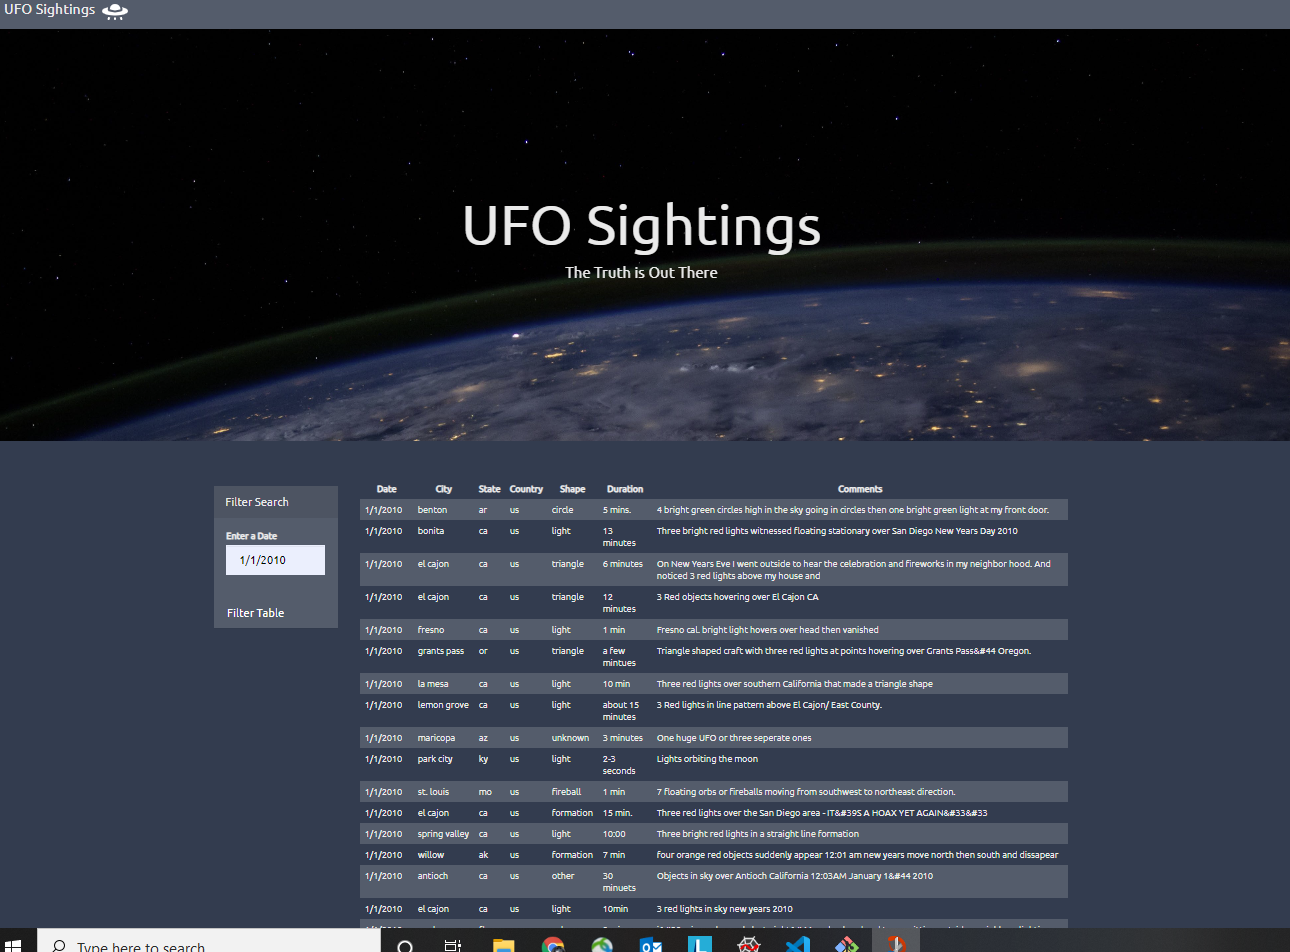 UFO Sightings
UFO Sightings
The Truth is Out There
Filter Search
Enter a Date
1/1/2010
Filter Table
Date City State Country Shape Duration Comments
1/1/2010 benton ar us circle 5 mins. 4 bright green circles high in the sky going in circles then one bright green light at my front door.
1/1/2010 bonita ca us light 13 minutes Three bright red lights witnessed floating stationary over San Diego New Years Day 2010
1/1/2010 el cajon ca us triangle 6 minutes On New Years Eve I went outside to hear the celebration and fireworks in my neighbor hood. And
noticed 3 red lights above my house and
1/1/2010 el cajon ca us triangle 12 minutes 3 Red objects hovering over El Cajon CA
1/1/2010 fresno ca us light 1 min Fresno cal. bright light hovers over head then vanished
1/1/2010 grants pass or us triangle a few mintues Triangle shaped craft with three red lights at points hovering over Grants Pass&#44 Oregon.
1/1/2010 la mesa ca us light 10 min Three red lights over southern California that made a triangle shape
1/1/2010 lemon grove ca us light about 15 minutes 3 Red lights in line pattern above El Cajon/ East County.
1/1/2010 maricopa az us unknown 3 minutes One huge UFO or three seperate ones
1/1/2010 park city ky us light 2-3 seconds Lights orbiting the moon
1/1/2010 st. louis mo us fireball 1 min 7 floating orbs or fireballs moving from southwest to northeast direction.
1/1/2010 el cajon ca us formation 15 min. Three red lights over the San Diego area - IT&#39S A HOAX YET AGAIN&#33&#33
1/1/2010 spring valley ca us light 10:00 Three bright red lights in a straight line formation
1/1/2010 willow ak us formation 7 min four orange red objects suddenly appear 12:01 am new years move north then south and dissapear
1/1/2010 antioch ca us other 30 minuets Objects in sky over Antioch California 12:03AM January 1&#44 2010
1/1/2010 el cajon ca us light 10min 3 red lights in sky new years 2010
Type here to search